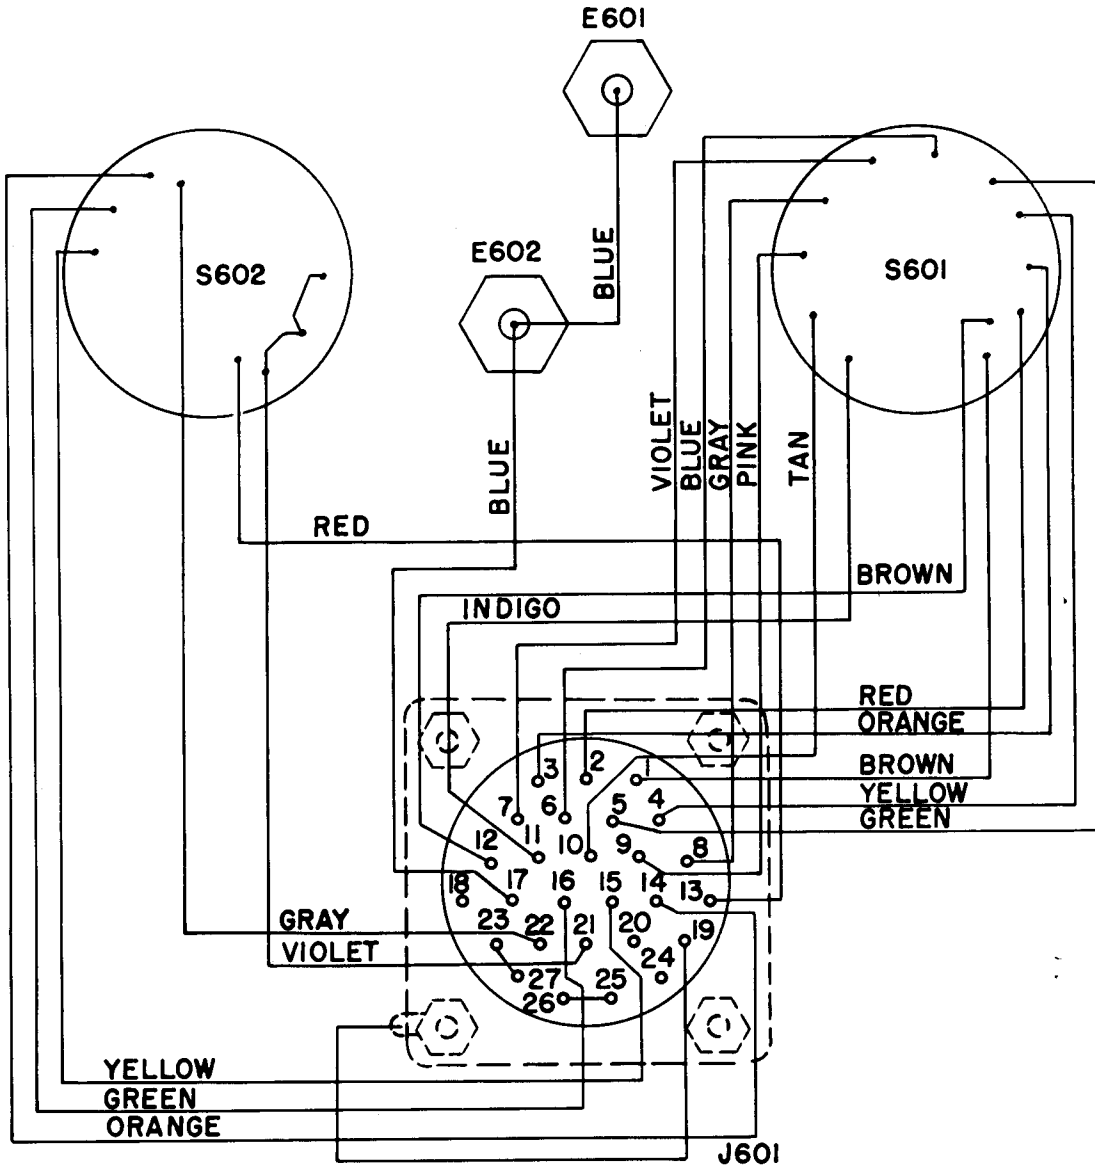 E601
S602
E602
BLUE
S601
BLUE
VIOLET
BLUE
GRAY
PINK
TAN
RED
BROWN
INDIGO
RED
ORANGE
BROWN
YELLOW
GREEN
3 2 1
7 6 5 4
12 11 10 9 8
18 17 16 15 14 13
23 22 21 20 19
27 25 24
26
GRAY
VIOLET
YELLOW
GREEN
ORANGE
J601